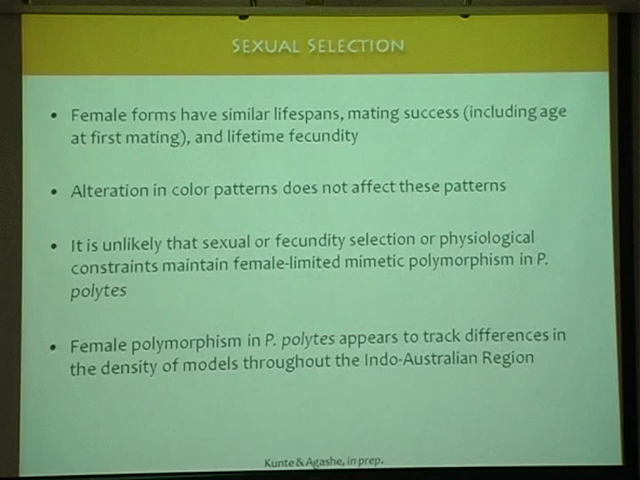 SEXUAL SELECTION
• Female forms have similar lifespans, mating success (including age
at first mating), and lifetime fecundity
• Alteration in color patterns does not affect these patterns
• It is unlikely that sexual or fecundity selection or physiological
constraints maintain female-limited mimetic polymorphism in P.
polytes
• Female polymorphism in P. polytes appears to track differences in
the density of models throughout the Indo-Australian Region
Kunte & Agashe, in prep.